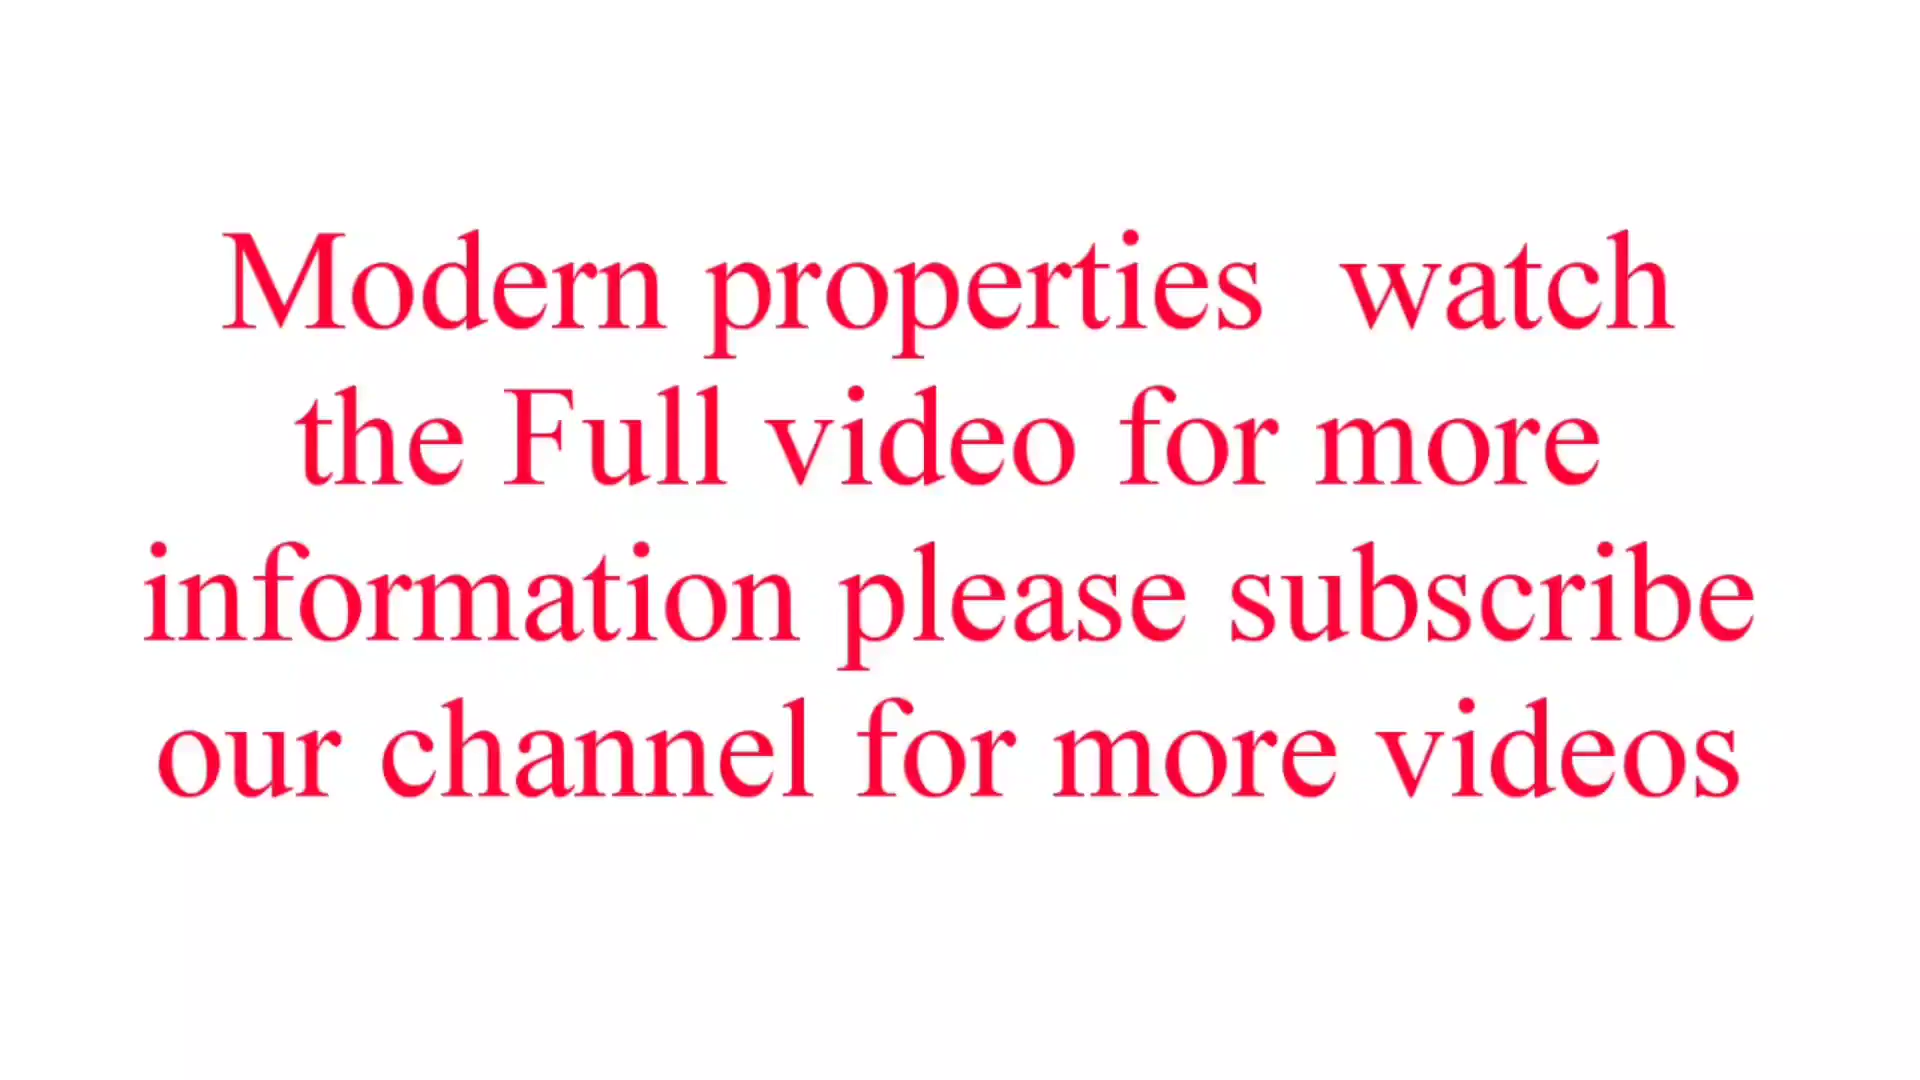 Modern properties  watch
the Full video for more
information please subscribe
our channel for more videos